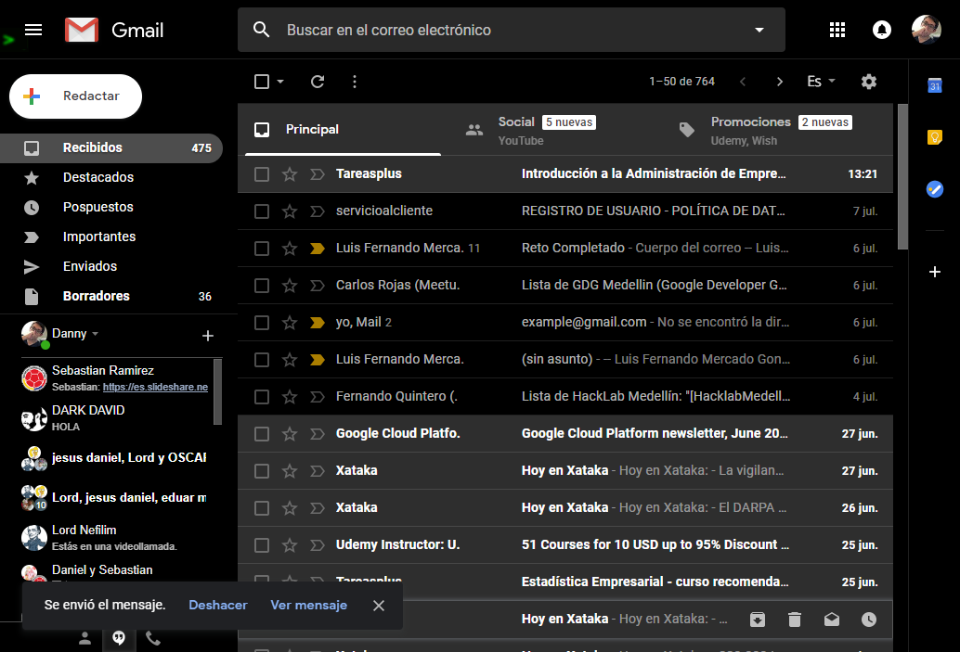 Gmail
Buscar en el correo electrónico
Redactar
1–50 de 764
Es
31
Recibidos 475
Destacados
Pospuestos
Importantes
Enviados
Borradores 36
Danny
Sebastian Ramirez
Sebastian: https://es.slideshare.ne
DARK DAVID
HOLA
jesus daniel, Lord y OSCAR
Lord, jesus daniel, eduar m
10
Lord Nefilim
Estás en una videollamada.
Daniel y Sebastian
Principal
Social 5 nuevas
YouTube
Promociones 2 nuevas
Udemy, Wish
Tareasplus Introducción a la Administración de Empre... 13:21
servicioalcliente REGISTRO DE USUARIO - POLÍTICA DE DAT... 7 jul.
Luis Fernando Merca. 11 Reto Completado - Cuerpo del correo -- Luis... 6 jul.
Carlos Rojas (Meetu. Lista de GDG Medellin (Google Developer G... 6 jul.
yo, Mail 2 example@gmail.com - No se encontró la dir... 6 jul.
Luis Fernando Merca. (sin asunto) - -- Luis Fernando Mercado Gon... 6 jul.
Fernando Quintero (. Lista de HackLab Medellín: "[HacklabMedell... 4 jul.
Google Cloud Platfo. Google Cloud Platform newsletter, June 20... 27 jun.
Xataka Hoy en Xataka - Hoy en Xataka: - La vigilan... 27 jun.
Xataka Hoy en Xataka - Hoy en Xataka: - El DARPA ... 26 jun.
Udemy Instructor: U. 51 Courses for 10 USD up to 95% Discount ... 25 jun.
Tareasplus Estadística Empresarial - curso recomenda... 25 jun.
Hoy en Xataka - Hoy en Xataka: - ...
Se envió el mensaje. Deshacer Ver mensaje